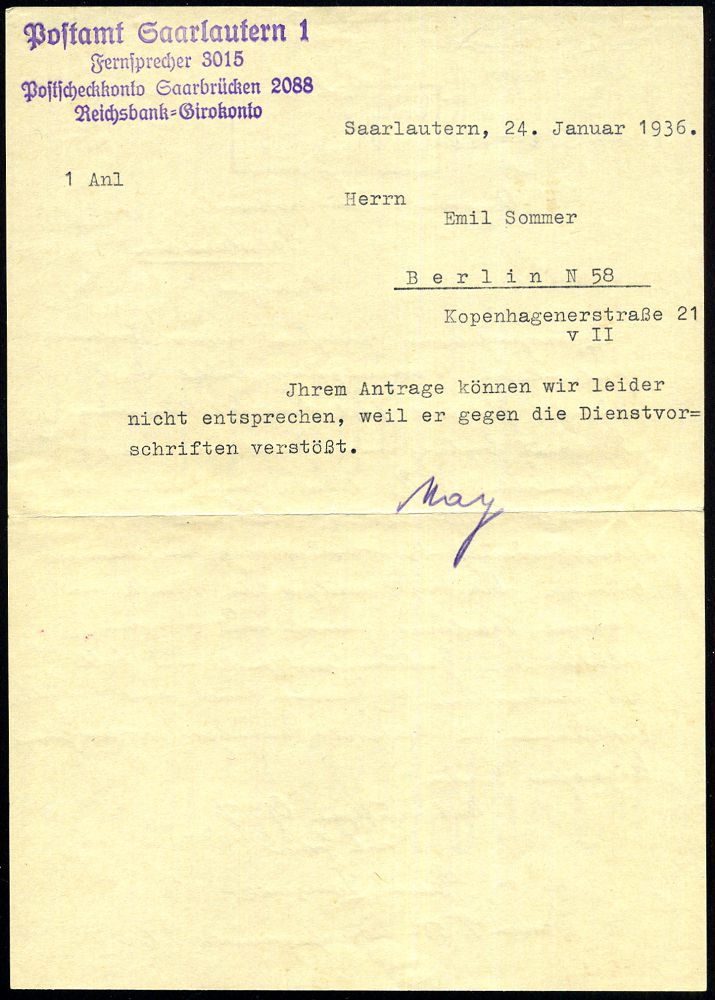 Postamt Saarlautern 1
Fernsprecher 3015
Postscheckkonto Saarbrücken 2088
Reichsbank=Girokonto
Saarlautern, 24. Januar 1936.
1 Anl
Herrn
Emil Sommer
B e r l i n N 58
Kopenhagenerstraße 21
v II
Jhrem Antrage können wir leider
nicht entsprechen, weil er gegen die Dienstvor=
schriften verstößt.
May